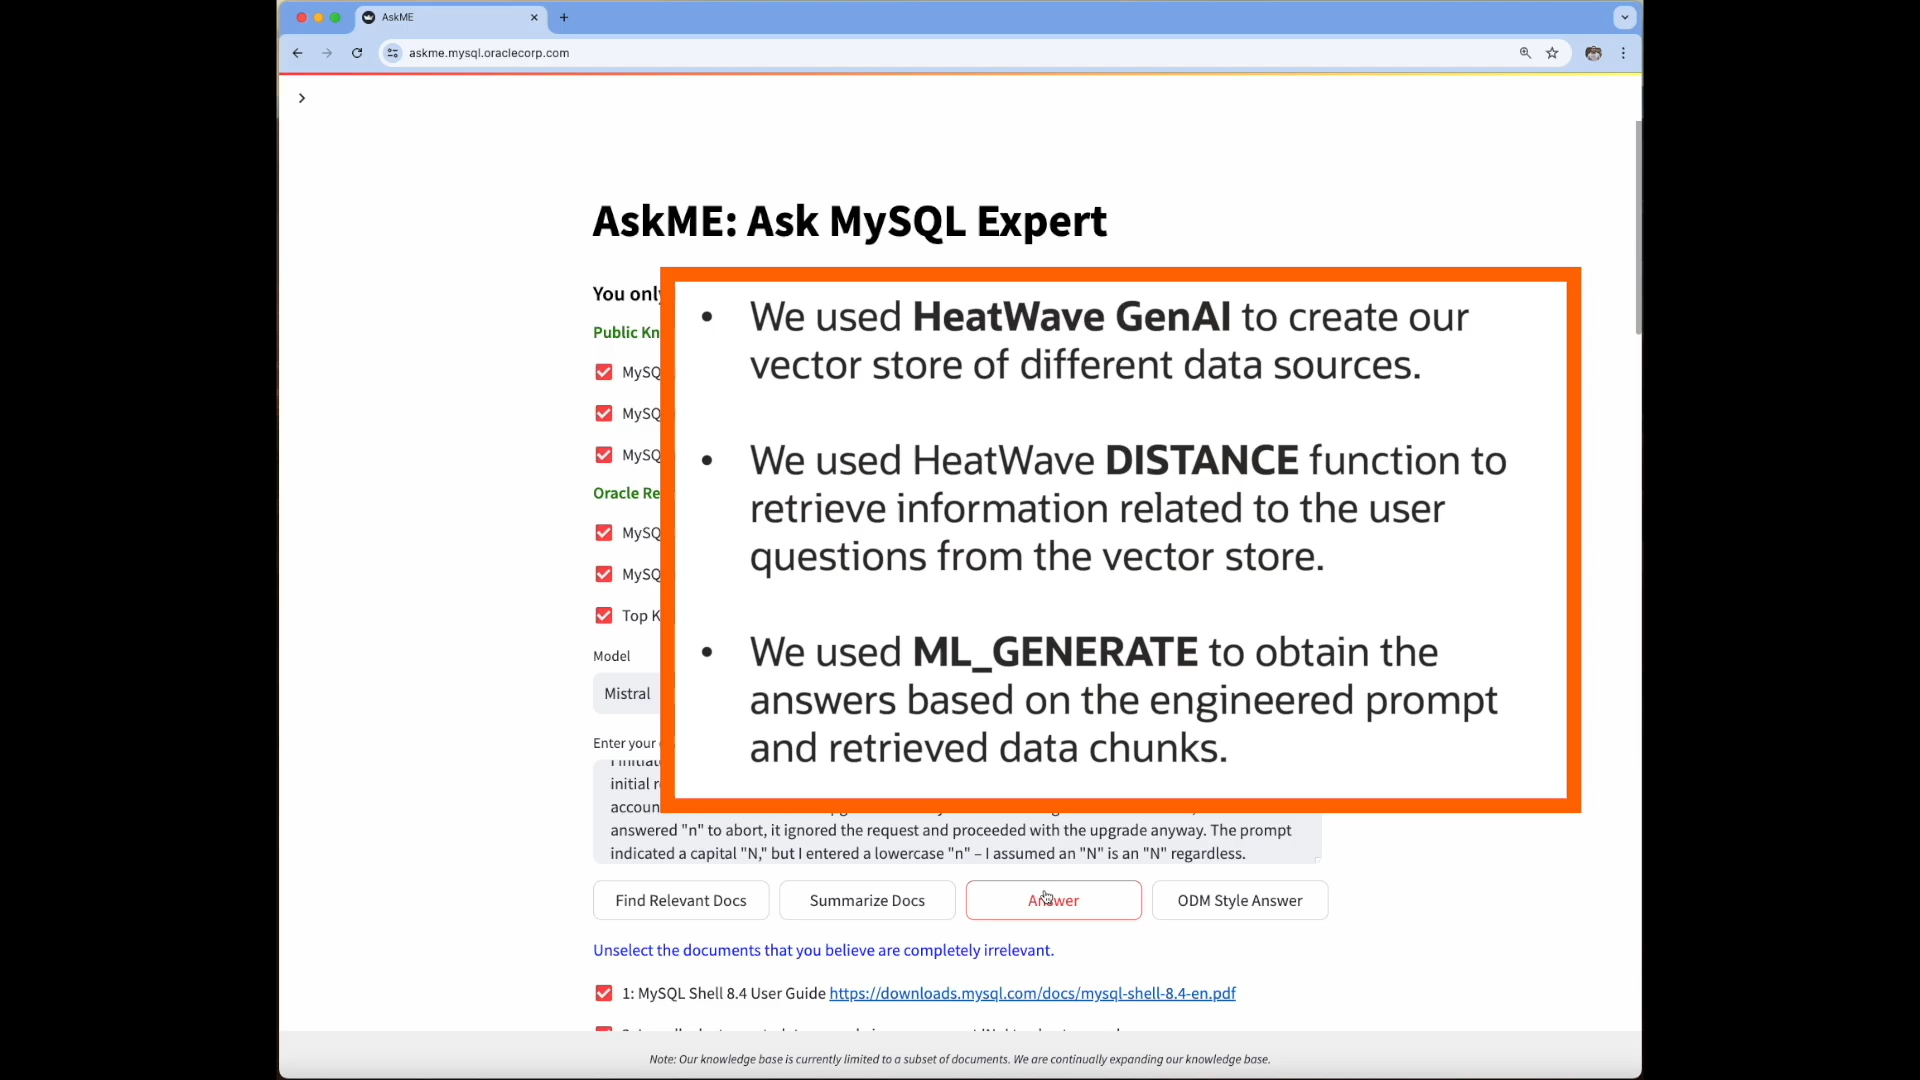 AskME
askme.mysql.oraclecorp.com
AskME: Ask MySQL Expert
You only
Public Kn
MySQ
MySQ
MySQ
Oracle Re
MySQ
MySQ
Top K
Model
Mistral
Enter your
initial r
accoun
answered "n" to abort, it ignored the request and proceeded with the upgrade anyway. The prompt
indicated a capital "N," but I entered a lowercase "n" – I assumed an "N" is an "N" regardless.
• We used HeatWave GenAI to create our
vector store of different data sources.
• We used HeatWave DISTANCE function to
retrieve information related to the user
questions from the vector store.
• We used ML_GENERATE to obtain the
answers based on the engineered prompt
and retrieved data chunks.
Find Relevant Docs
Summarize Docs
Answer
ODM Style Answer
Unselect the documents that you believe are completely irrelevant.
1: MySQL Shell 8.4 User Guide https://downloads.mysql.com/docs/mysql-shell-8.4-en.pdf
Note: Our knowledge base is currently limited to a subset of documents. We are continually expanding our knowledge base.